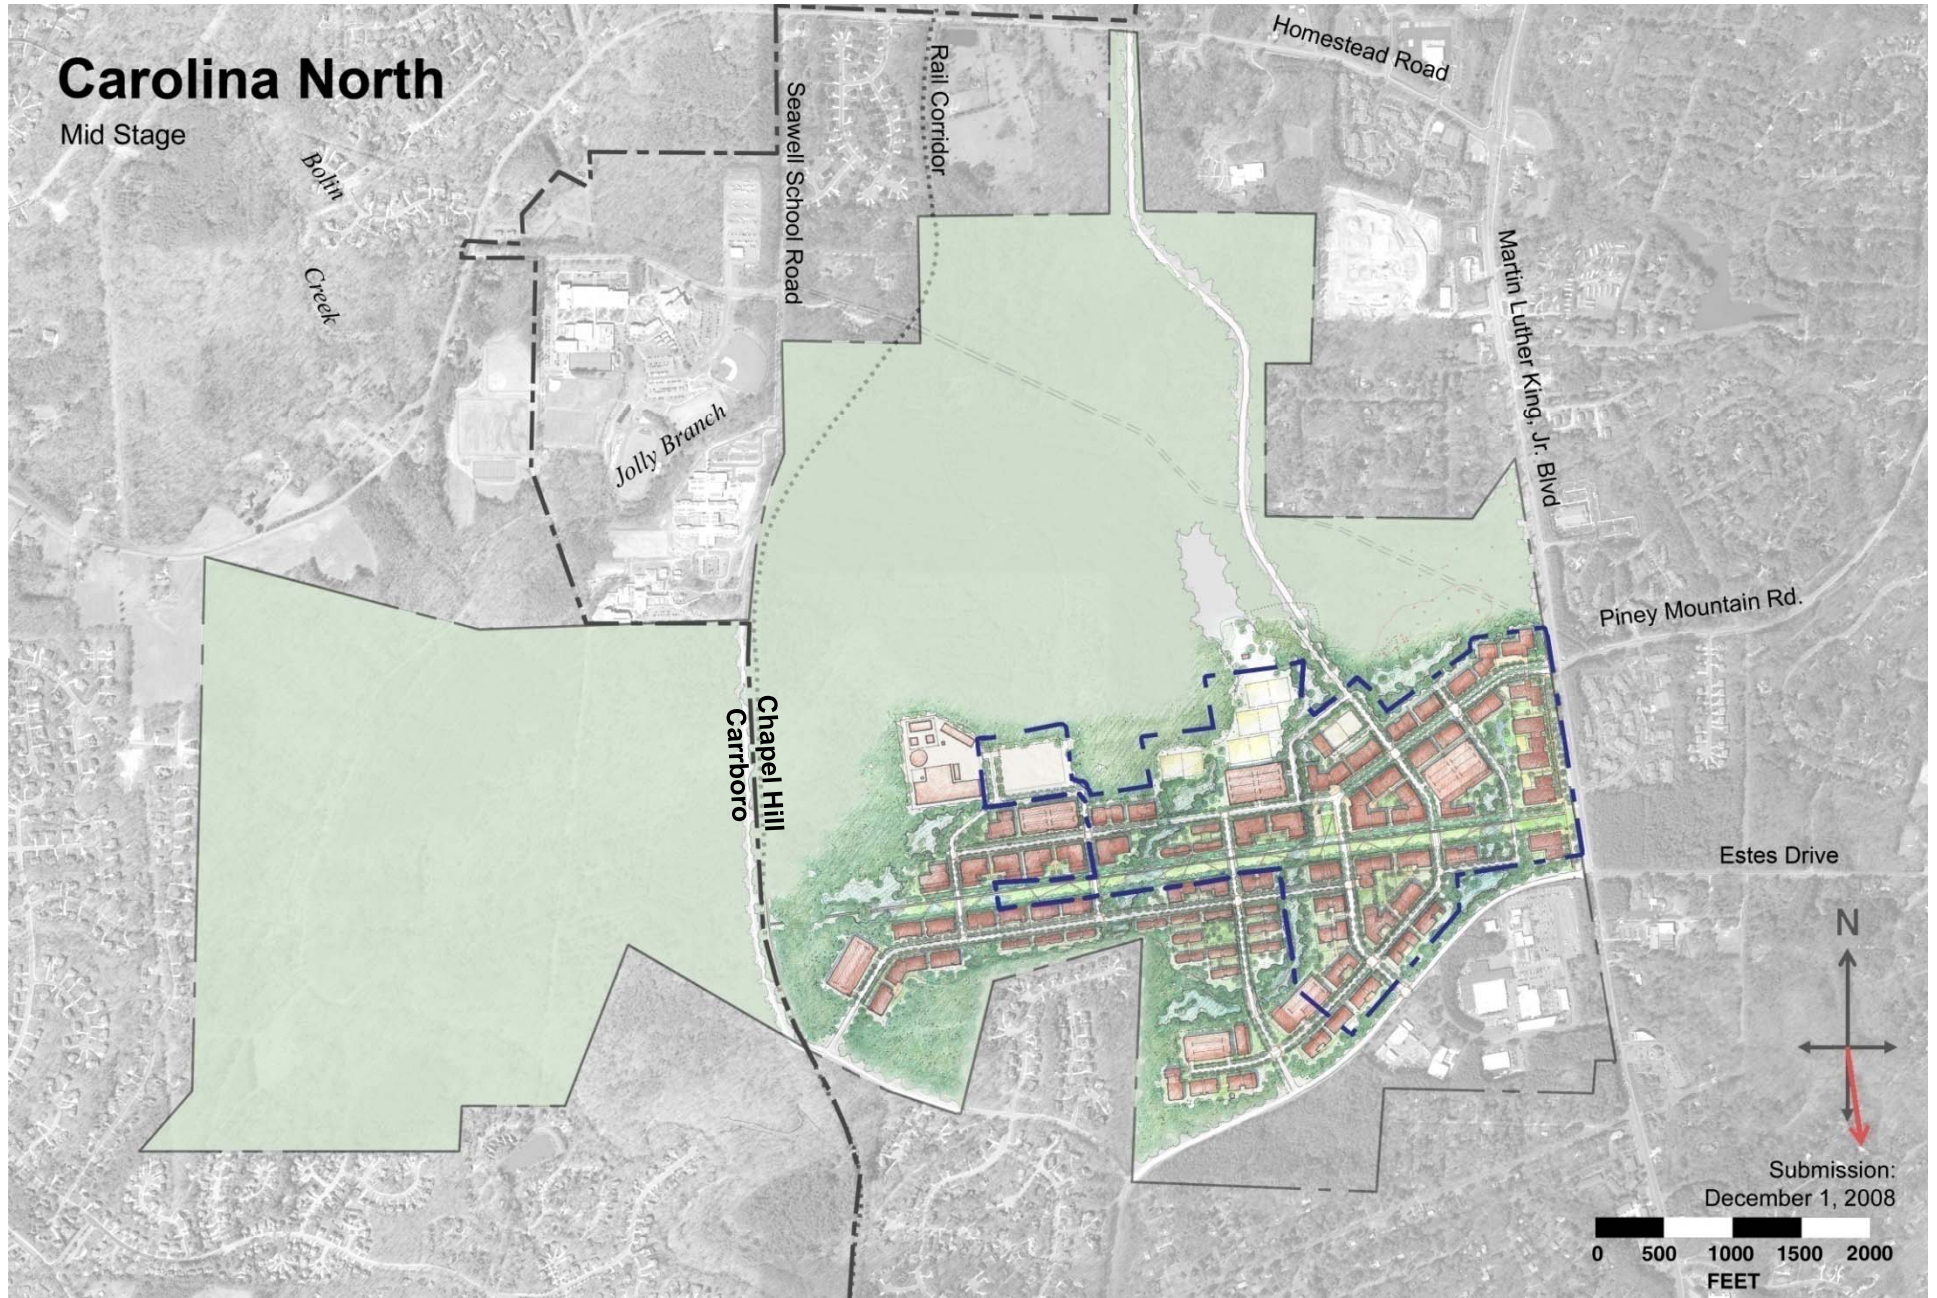 Carolina North
Mid Stage
Homestead Road
Rail Corridor
Seawell School Road
Bolin
Creek
Jolly Branch
Martin Luther King, Jr. Blvd
Piney Mountain Rd.
Chapel Hill
Carrboro
Estes Drive
N
Submission:
December 1, 2008
0 500 1000 1500 2000
FEET